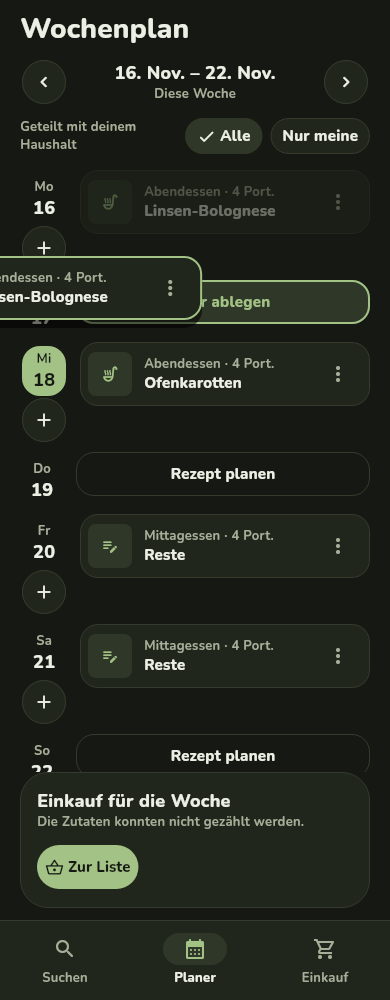 Wochenplan
16. Nov. – 22. Nov.
Diese Woche
Geteilt mit deinem
Haushalt
Alle
Nur meine
Mo
16
Abendessen · 4 Port.
Linsen-Bolognese
endessen · 4 Port.
sen-Bolognese
ablegen
Mi
18
Abendessen · 4 Port.
Ofenkarotten
Do
19
Rezept planen
Fr
20
Mittagessen · 4 Port.
Reste
Sa
21
Mittagessen · 4 Port.
Reste
So
22
Rezept planen
Einkauf für die Woche
Die Zutaten konnten nicht gezählt werden.
Zur Liste
Suchen
Planer
Einkauf